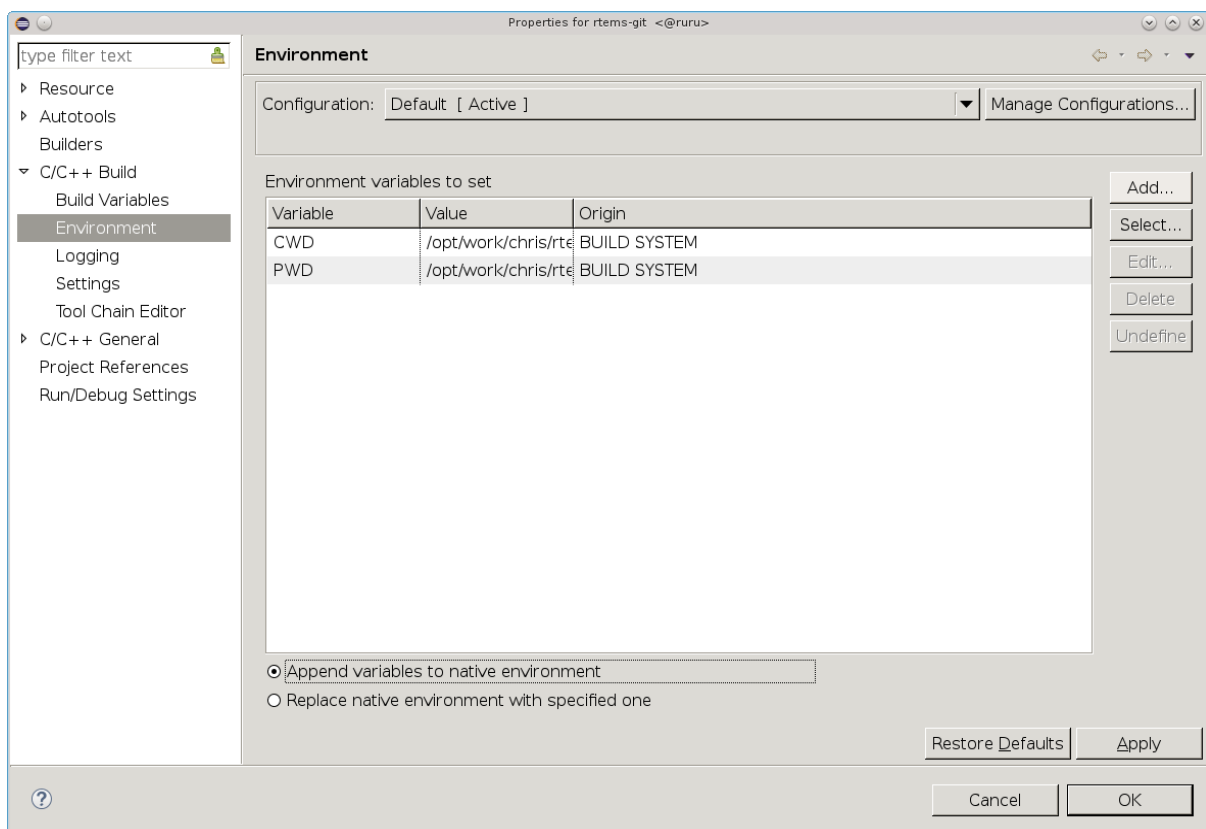 Properties for rtems-git <@ruru>
type filter text
Environment
Resource
Autotools
Builders
C/C++ Build
Build Variables
Environment
Logging
Settings
Tool Chain Editor
C/C++ General
Project References
Run/Debug Settings
Configuration: Default [ Active ] Manage Configurations...
Environment variables to set
Variable Value Origin
CWD /opt/work/chris/rte BUILD SYSTEM
PWD /opt/work/chris/rte BUILD SYSTEM
Add...
Select...
Edit...
Delete
Undefine
Append variables to native environment
Replace native environment with specified one
Restore Defaults Apply
? Cancel OK